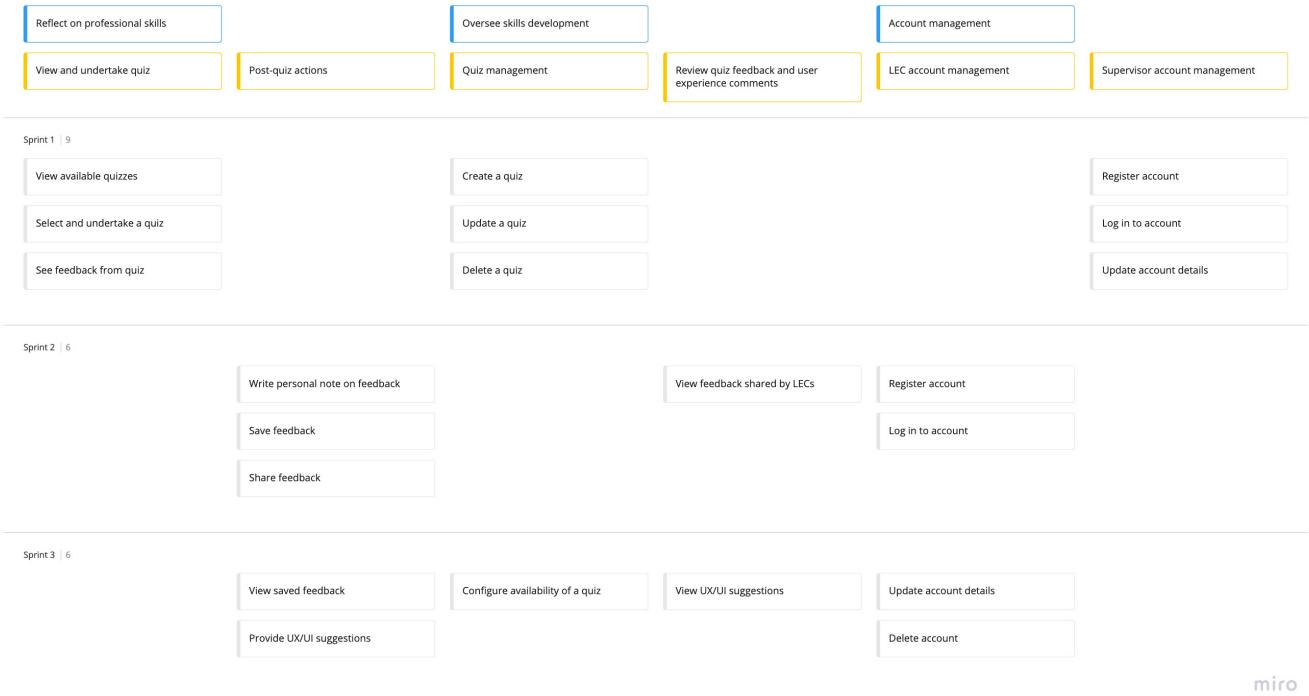 Reflect on professional skills
Oversee skills development
Account management
View and undertake quiz
Post-quiz actions
Quiz management
Review quiz feedback and user
experience comments
LEC account management
Supervisor account management
Sprint 1 | 9
View available quizzes
Create a quiz
Register account
Select and undertake a quiz
Update a quiz
Log in to account
See feedback from quiz
Delete a quiz
Update account details
Sprint 2 | 6
Write personal note on feedback
View feedback shared by LECs
Register account
Save feedback
Log in to account
Share feedback
Sprint 3 | 6
View saved feedback
Configure availability of a quiz
View UX/UI suggestions
Update account details
Provide UX/UI suggestions
Delete account
miro